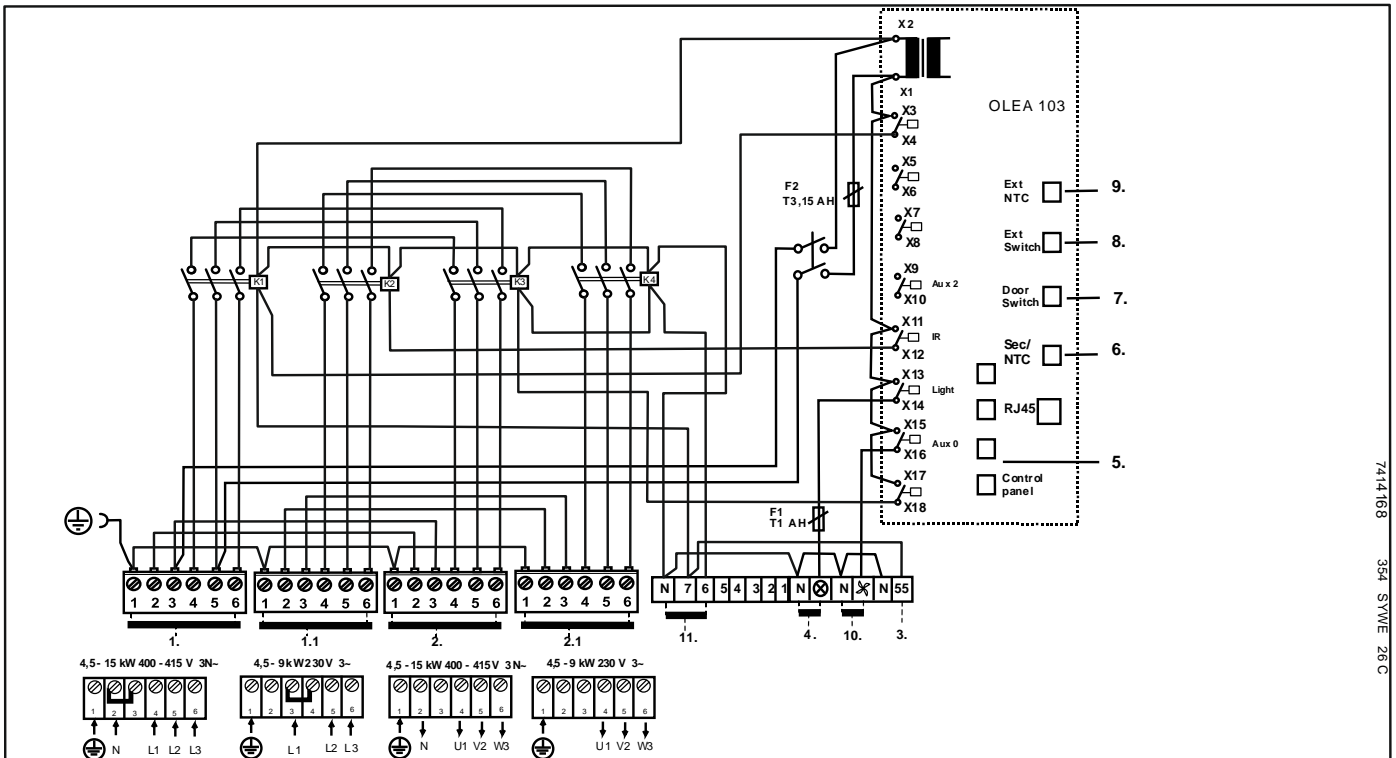 X2
X1
OLEA 103
X3
X4
X5
X6
X7
X8
X9
Aux 2
X10
X11
IR
X12
X13
Light
X14
X15
Aux 0
X16
X17
X18
Ext
NTC
9.
Ext
Switch
8.
Door
Switch
7.
Sec/
NTC
6.
RJ45
5.
Control
panel
F2
T3,15 AH
K1
K2
K3
K4
F1
T1 AH
1 2 3 4 5 6
1 2 3 4 5 6
1 2 3 4 5 6
1 2 3 4 5 6
N 7 6 5 4 3 2 1 N N N 55
1.
1.1
2.
2.1
11.
4.
10.
3.
4,5 - 15 kW 400 - 415 V 3N~
1 2 3 4 5 6
N L1 L2 L3
4,5 - 9 kW 230 V 3~
1 2 3 4 5 6
L1 L2 L3
4,5 - 15 kW 400 - 415 V 3N~
1 2 3 4 5 6
N U1 V2 W3
4,5 - 9 kW 230 V 3~
1 2 3 4 5 6
U1 V2 W3
7414168 354 SYWE 26 C